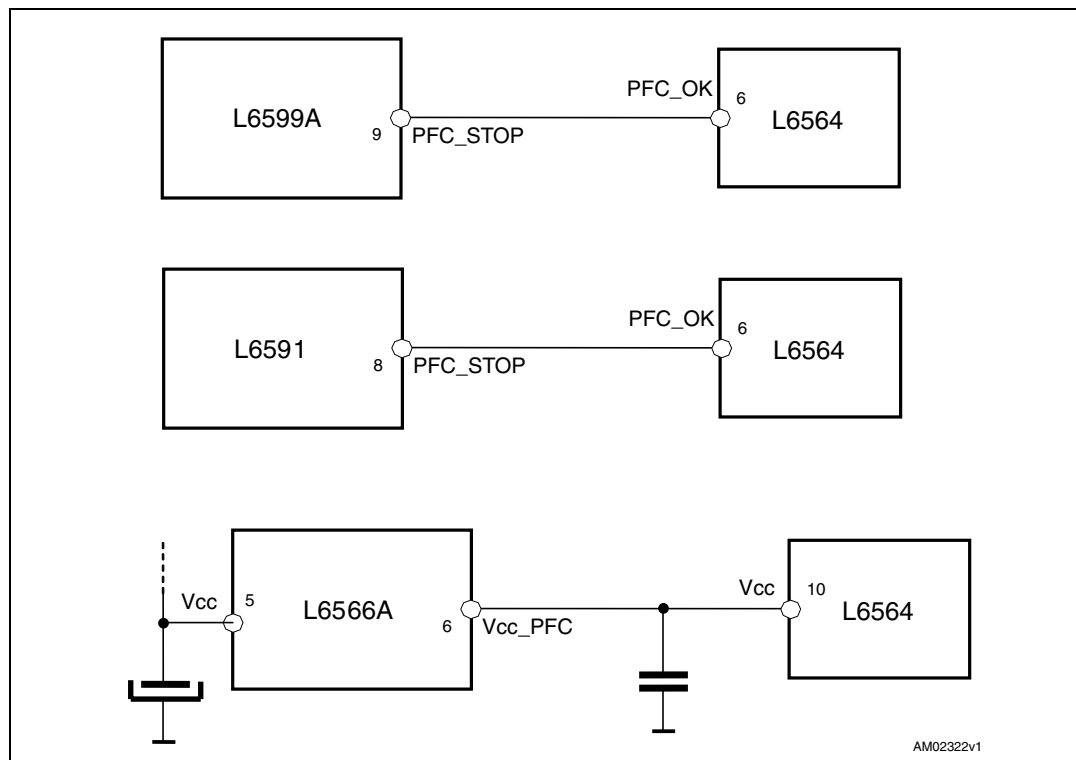 L6599A
9
PFC_STOP
PFC_OK
6
L6564
L6591
8
PFC_STOP
PFC_OK
6
L6564
Vcc
5
L6566A
6
Vcc_PFC
Vcc
10
L6564
AM02322v1